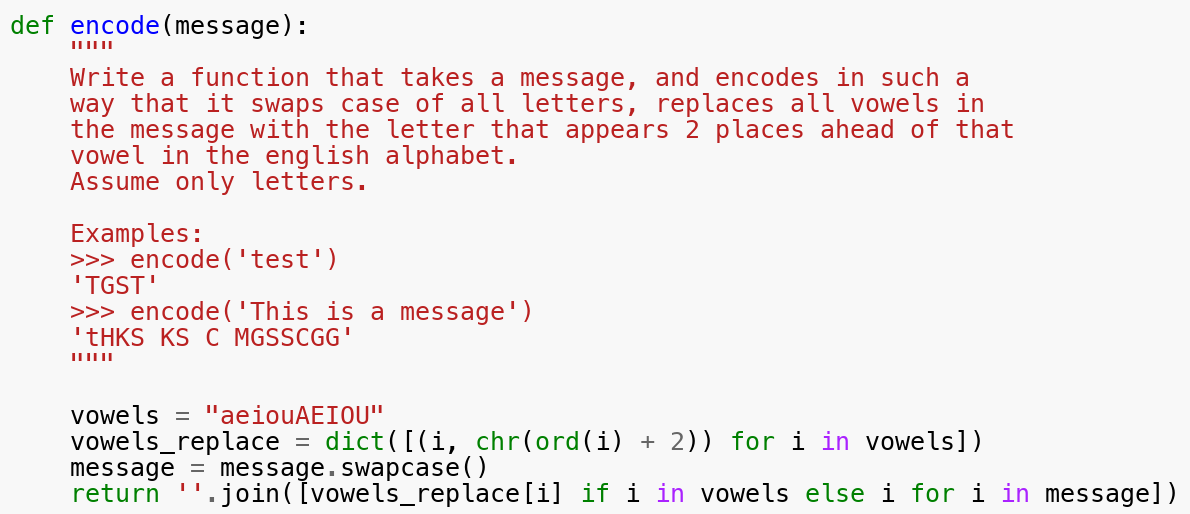 def encode(message):
    """
    Write a function that takes a message, and encodes in such a
    way that it swaps case of all letters, replaces all vowels in
    the message with the letter that appears 2 places ahead of that
    vowel in the english alphabet.
    Assume only letters.

    Examples:
    >>> encode('test')
    'TGST'
    >>> encode('This is a message')
    'tHKS KS C MGSSCGG'
    """

    vowels = "aeiouAEIOU"
    vowels_replace = dict([(i, chr(ord(i) + 2)) for i in vowels])
    message = message.swapcase()
    return ''.join([vowels_replace[i] if i in vowels else i for i in message])